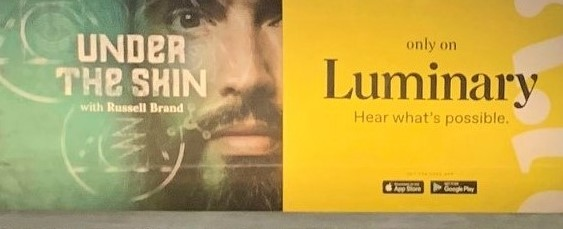 UNDER
THE SKIN
with Russell Brand
only on
Luminary
Hear what's possible.
App Store
Google Play